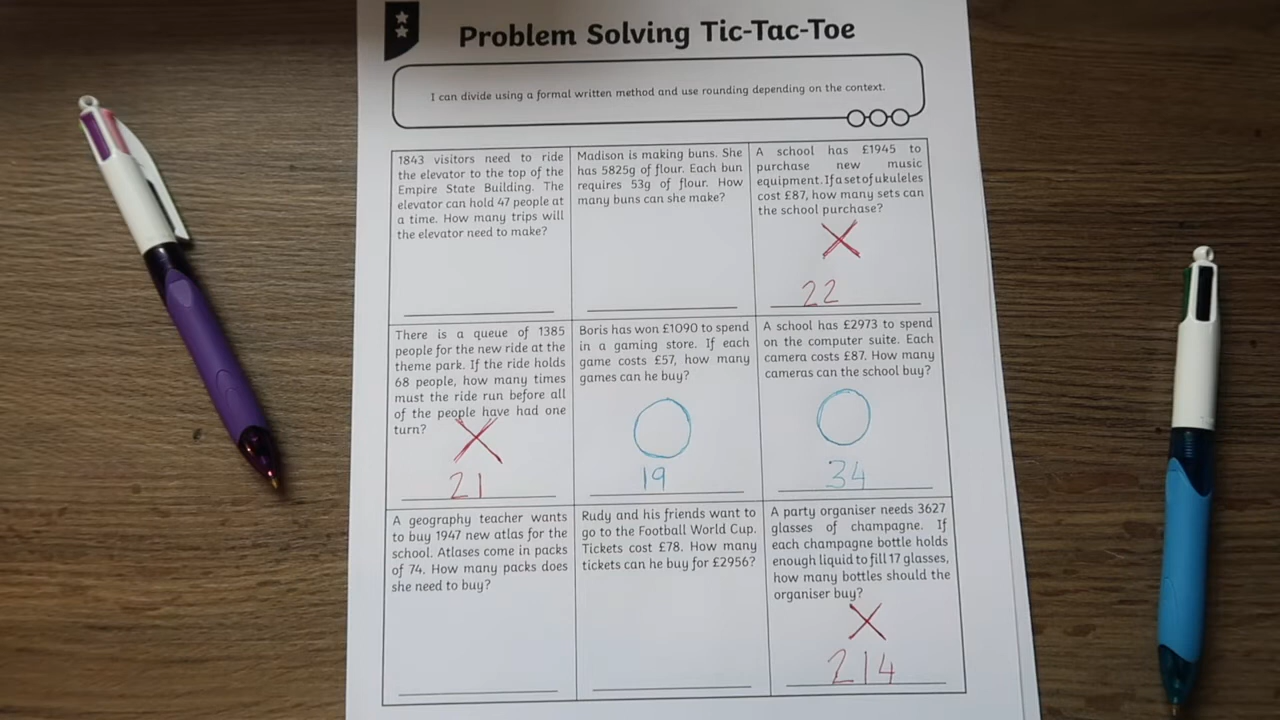 Problem Solving Tic-Tac-Toe
I can divide using a formal written method and use rounding depending on the context.
1843 visitors need to ride
the elevator to the top of the
Empire State Building. The
elevator can hold 47 people at
a time. How many trips will
the elevator need to make?
Madison is making buns. She
has 5825g of flour. Each bun
requires 53g of flour. How
many buns can she make?
A school has £1945 to
purchase new music
equipment. If a set of ukuleles
cost £87, how many sets can
the school purchase?
X
22
There is a queue of 1385
people for the new ride at the
theme park. If the ride holds
68 people, how many times
must the ride run before all
of the people have had one
turn?
X
21
Boris has won £1090 to spend
in a gaming store. If each
game costs £57, how many
games can he buy?
O
19
A school has £2973 to spend
on the computer suite. Each
camera costs £87. How many
cameras can the school buy?
O
34
A geography teacher wants
to buy 1947 new atlas for the
school. Atlases come in packs
of 74. How many packs does
she need to buy?
Rudy and his friends want to
go to the Football World Cup.
Tickets cost £78. How many
tickets can he buy for £2956?
A party organiser needs 3627
glasses of champagne. If
each champagne bottle holds
enough liquid to fill 17 glasses,
how many bottles should the
organiser buy?
X
214